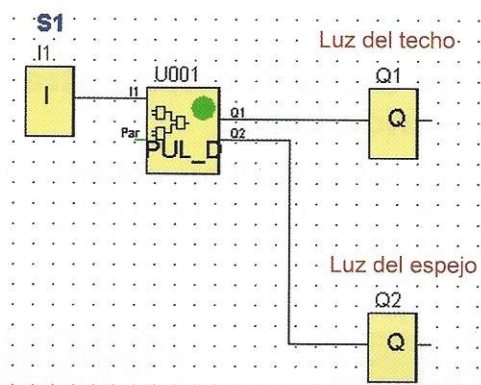 S1
I1
I
U001
I1
Par
PUL_D
Q1
Q2
Luz del techo
Q1
Q
Luz del espejo
Q2
Q